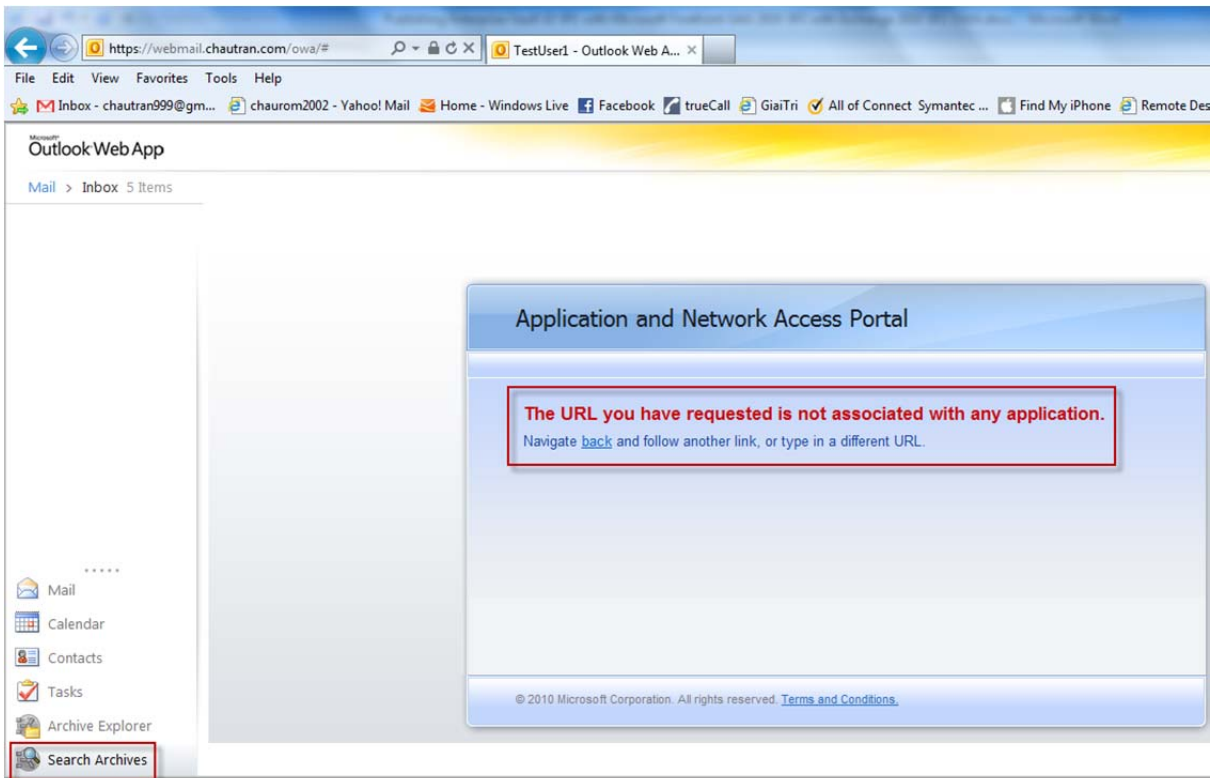 https://webmail.chautran.com/owa/#
TestUser1 - Outlook Web A...
File Edit View Favorites Tools Help
Inbox - chautran999@gm... chaurom2002 - Yahoo! Mail Home - Windows Live Facebook trueCall GiaiTri All of Connect Symantec ... Find My iPhone Remote Des
Microsoft®
Outlook Web App
Mail > Inbox 5 Items
Application and Network Access Portal
The URL you have requested is not associated with any application.
Navigate back and follow another link, or type in a different URL.
Mail
Calendar
Contacts
Tasks
© 2010 Microsoft Corporation. All rights reserved. Terms and Conditions.
Archive Explorer
Search Archives